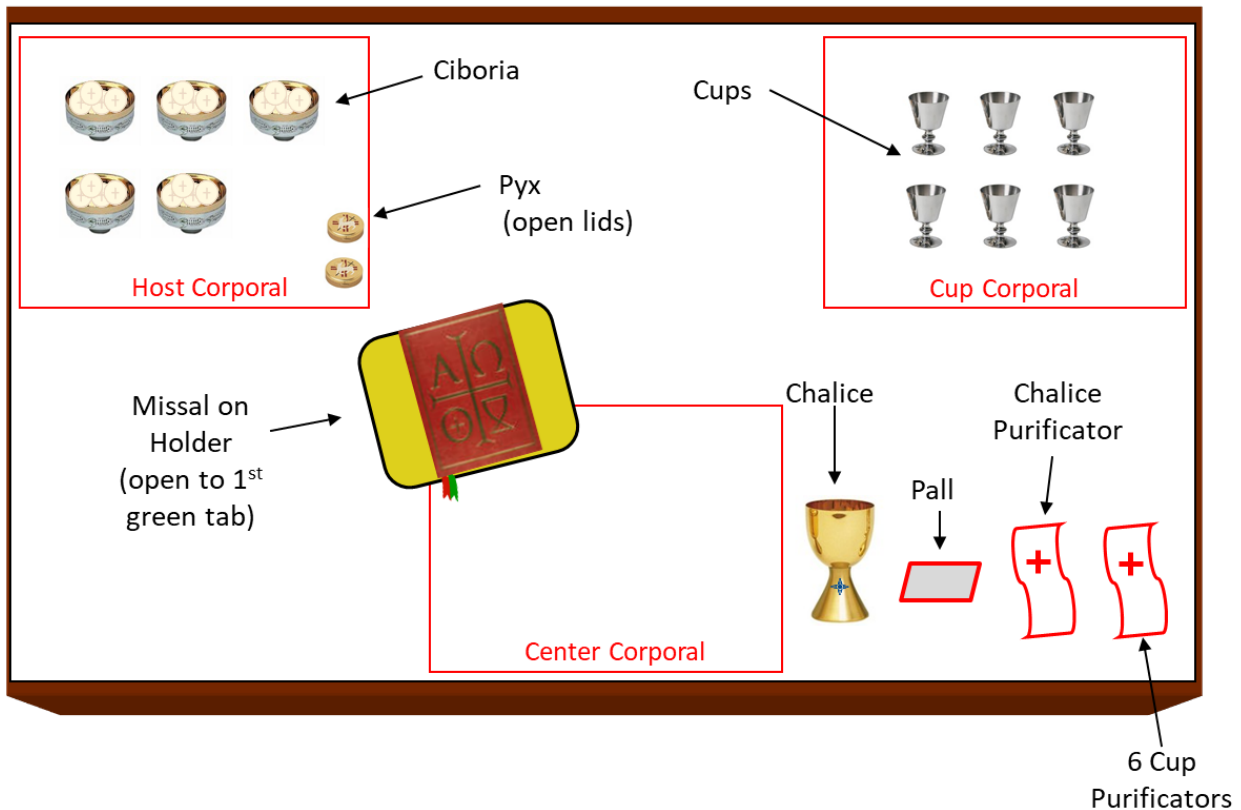 Ciboria
Cups
Pyx
(open lids)
Host Corporal
Cup Corporal
Missal on
Holder
(open to 1st
green tab)
Α Ω
Chalice
Chalice
Purificator
Pall
Center Corporal
6 Cup
Purificators